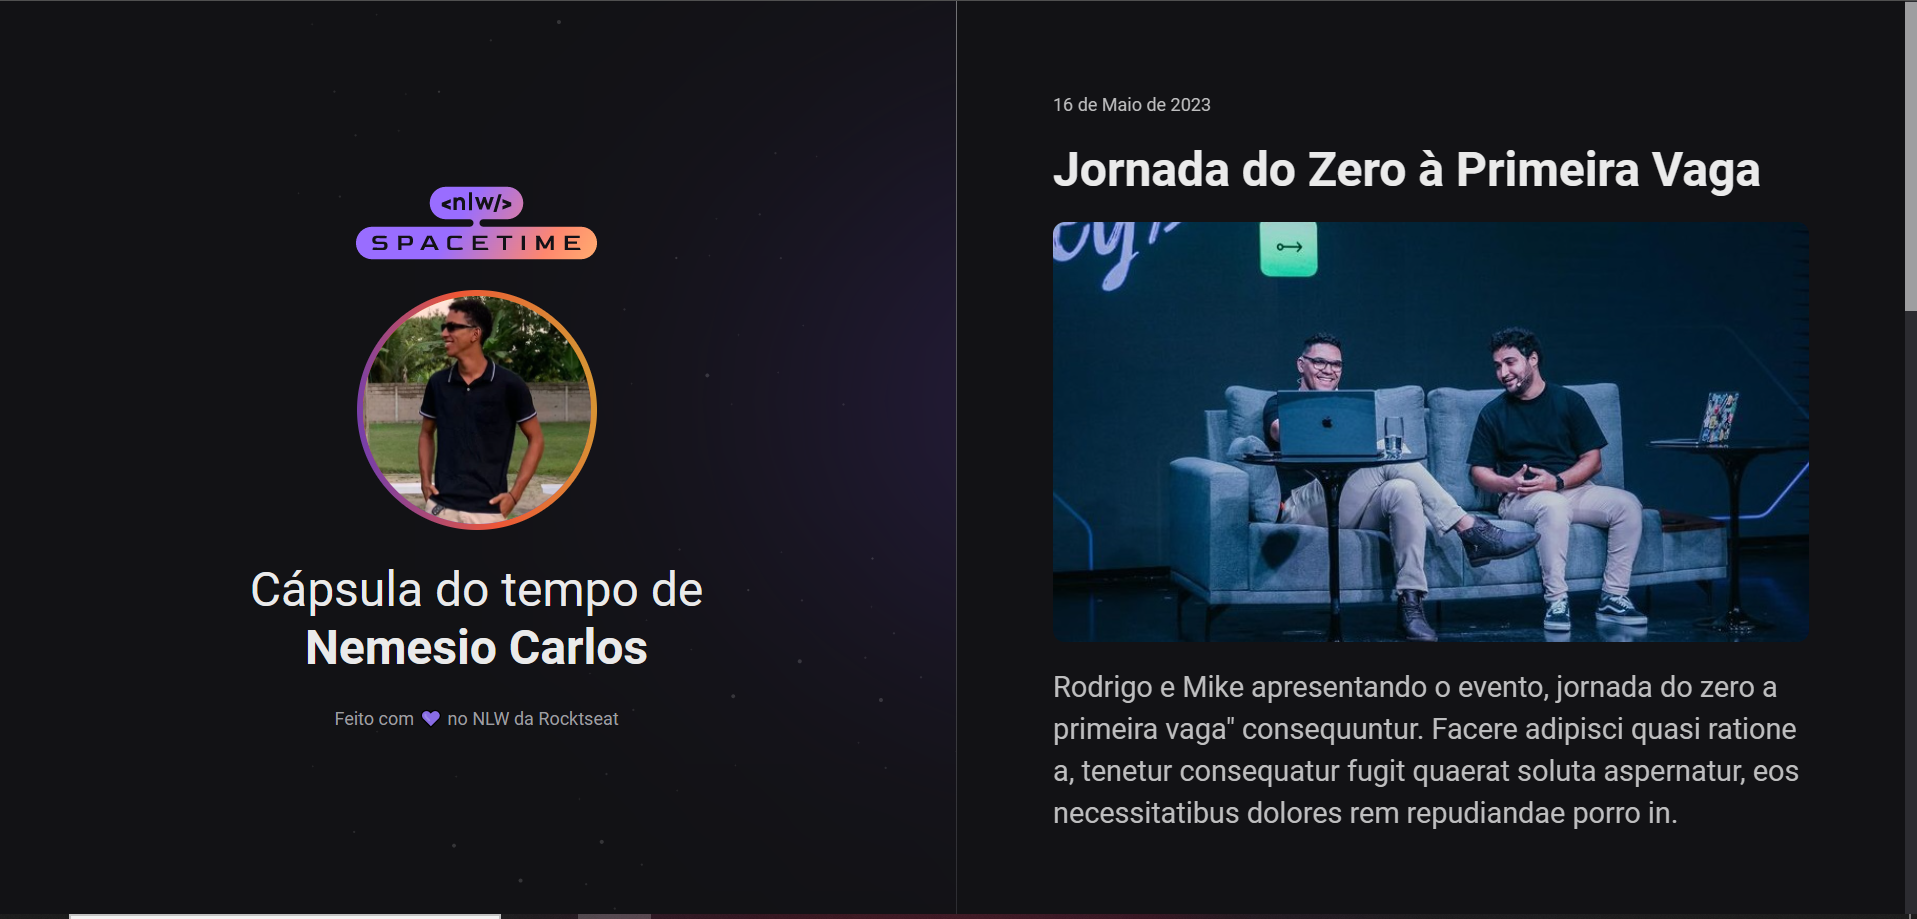 <nlw/>
SPACETIME
Cápsula do tempo de
Nemesio Carlos
Feito com 💜 no NLW da Rocktseat
16 de Maio de 2023
Jornada do Zero à Primeira Vaga
Rodrigo e Mike apresentando o evento, jornada do zero a
primeira vaga" consequuntur. Facere adipisci quasi ratione
a, tenetur consequatur fugit quaerat soluta aspernatur, eos
necessitatibus dolores rem repudiandae porro in.